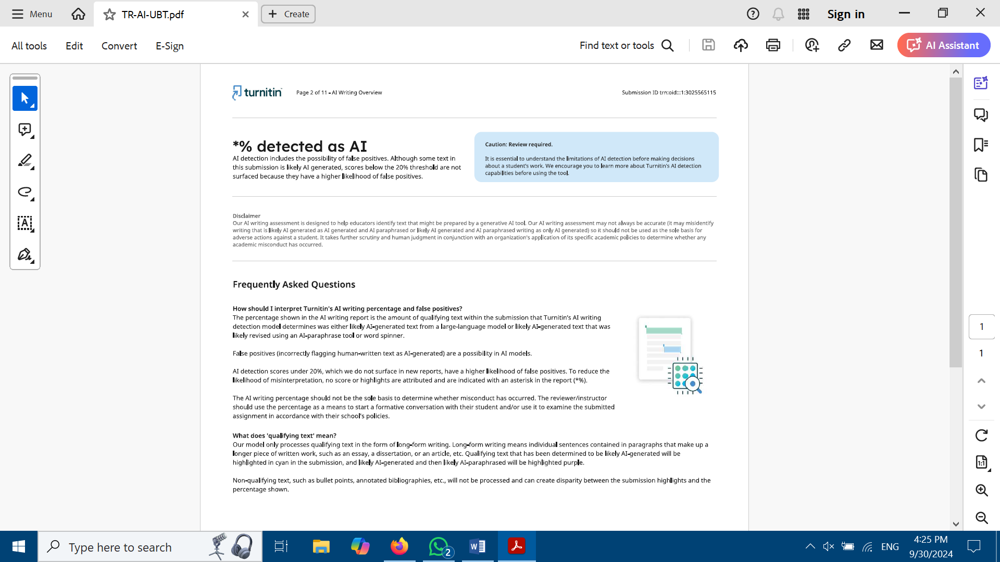 Menu
TR-AI-UBT.pdf
Create
Sign in
All tools
Edit
Convert
E-Sign
Find text or tools
AI Assistant
turnitin
Page 2 of 11 - AI Writing Overview
Submission ID trn:oid:::1:3025565115
*% detected as AI
AI detection includes the possibility of false positives. Although some text in
this submission is likely AI generated, scores below the 20% threshold are not
surfaced because they have a higher likelihood of false positives.
Caution: Review required.
It is essential to understand the limitations of AI detection before making decisions
about a student's work. We encourage you to learn more about Turnitin's AI detection
capabilities before using the tool.
Disclaimer
Our AI writing assessment is designed to help educators identify text that might be prepared by a generative AI tool. Our AI writing assessment may not always be accurate (it may misidentify
writing that is likely AI generated as AI generated and AI paraphrased or likely AI generated and AI paraphrased writing as only AI generated) so it should not be used as the sole basis for
adverse actions against a student. It takes further scrutiny and human judgment in conjunction with an organization's application of its specific academic policies to determine whether any
academic misconduct has occurred.
Frequently Asked Questions
How should I interpret Turnitin's AI writing percentage and false positives?
The percentage shown in the AI writing report is the amount of qualifying text within the submission that Turnitin's AI writing
detection model determines was either likely AI-generated text from a large-language model or likely AI-generated text that was
likely revised using an AI-paraphrase tool or word spinner.
False positives (incorrectly flagging human-written text as AI-generated) are a possibility in AI models.
AI detection scores under 20%, which we do not surface in new reports, have a higher likelihood of false positives. To reduce the
likelihood of misinterpretation, no score or highlights are attributed and are indicated with an asterisk in the report (*%).
The AI writing percentage should not be the sole basis to determine whether misconduct has occurred. The reviewer/instructor
should use the percentage as a means to start a formative conversation with their student and/or use it to examine the submitted
assignment in accordance with their school's policies.
What does 'qualifying text' mean?
Our model only processes qualifying text in the form of long-form writing. Long-form writing means individual sentences contained in paragraphs that make up a
longer piece of written work, such as an essay, a dissertation, or an article, etc. Qualifying text that has been determined to be likely AI-generated will be
highlighted in cyan in the submission, and likely AI-generated and then likely AI-paraphrased will be highlighted purple.
Non-qualifying text, such as bullet points, annotated bibliographies, etc., will not be processed and can create disparity between the submission highlights and the
percentage shown.
1
1
1:1
Type here to search
2
W
ENG
4:25 PM
9/30/2024